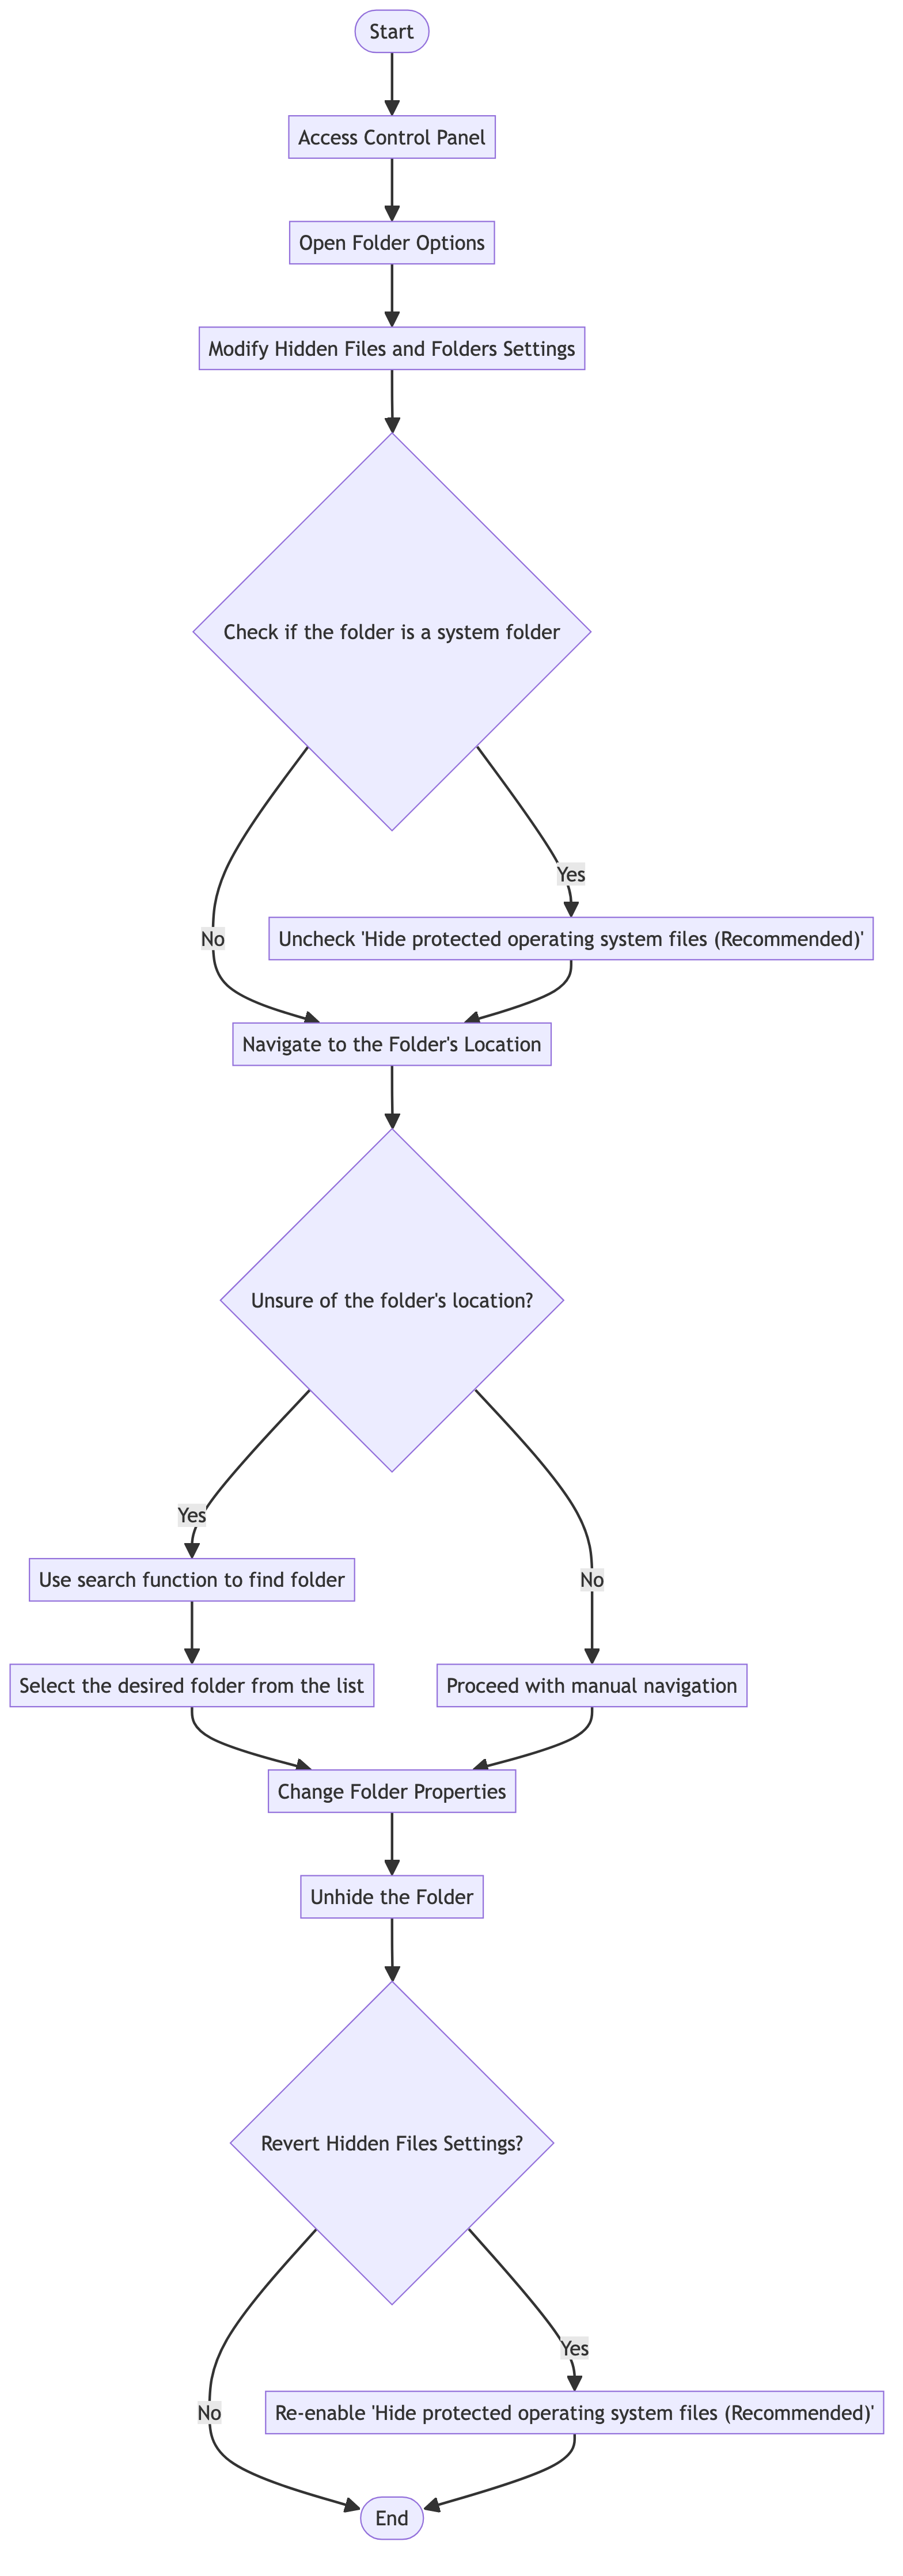 Start
Access Control Panel
Open Folder Options
Modify Hidden Files and Folders Settings
Check if the folder is a system folder
Yes
No
Uncheck 'Hide protected operating system files (Recommended)'
Navigate to the Folder's Location
Unsure of the folder's location?
Yes
Use search function to find folder
No
Select the desired folder from the list
Proceed with manual navigation
Change Folder Properties
Unhide the Folder
Revert Hidden Files Settings?
Yes
No
Re-enable 'Hide protected operating system files (Recommended)'
End